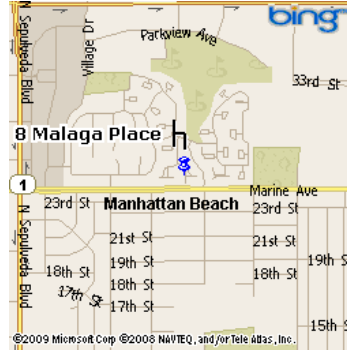 bing
N Sepulveda Blvd
Village Dr
Parkview Ave
33rd St
8 Malaga Place
1
Marine Ave
23rd St
Manhattan Beach
23rd St
N Sepulveda Blvd
21st St
21st St
19th St
19th S
18th St
18th St
18th St
17th St
17th St
15th S
©2009 Microsoft Corp ©2008 NAVTEQ, and/or Tele Atlas, Inc.